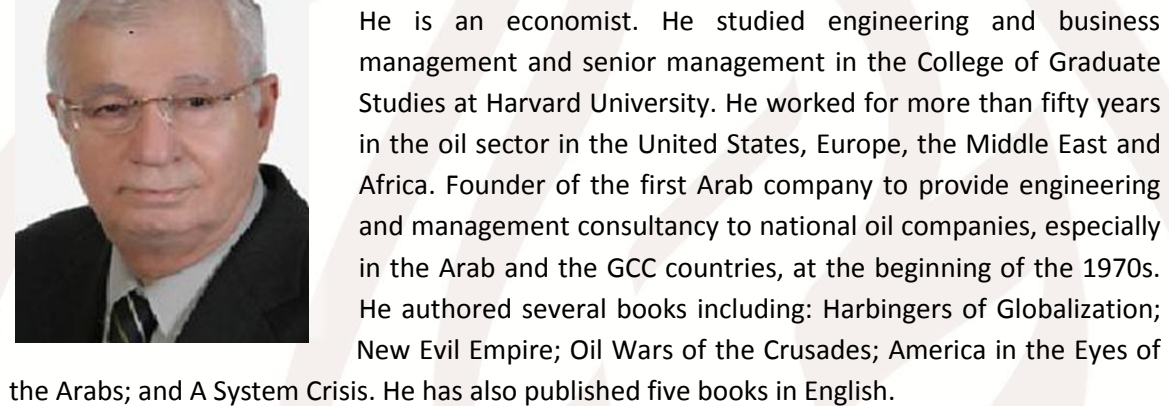 He is an economist. He studied engineering and business
management and senior management in the College of Graduate
Studies at Harvard University. He worked for more than fifty years
in the oil sector in the United States, Europe, the Middle East and
Africa. Founder of the first Arab company to provide engineering
and management consultancy to national oil companies, especially
in the Arab and the GCC countries, at the beginning of the 1970s.
He authored several books including: Harbingers of Globalization;
New Evil Empire; Oil Wars of the Crusades; America in the Eyes of
the Arabs; and A System Crisis. He has also published five books in English.